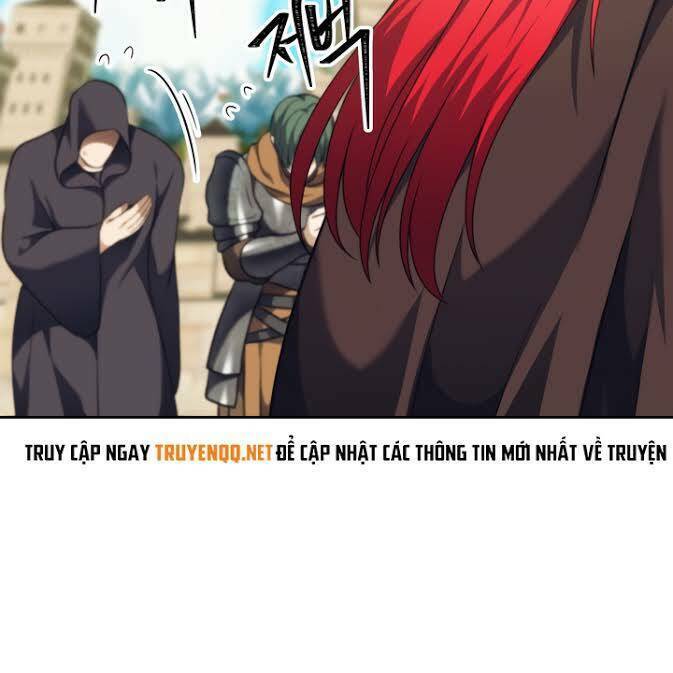 저벅
TRUY CẬP NGAY TRUYENQQ.NET ĐỂ CẬP NHẬT CÁC THÔNG TIN MỚI NHẤT VỀ TRUYỆN